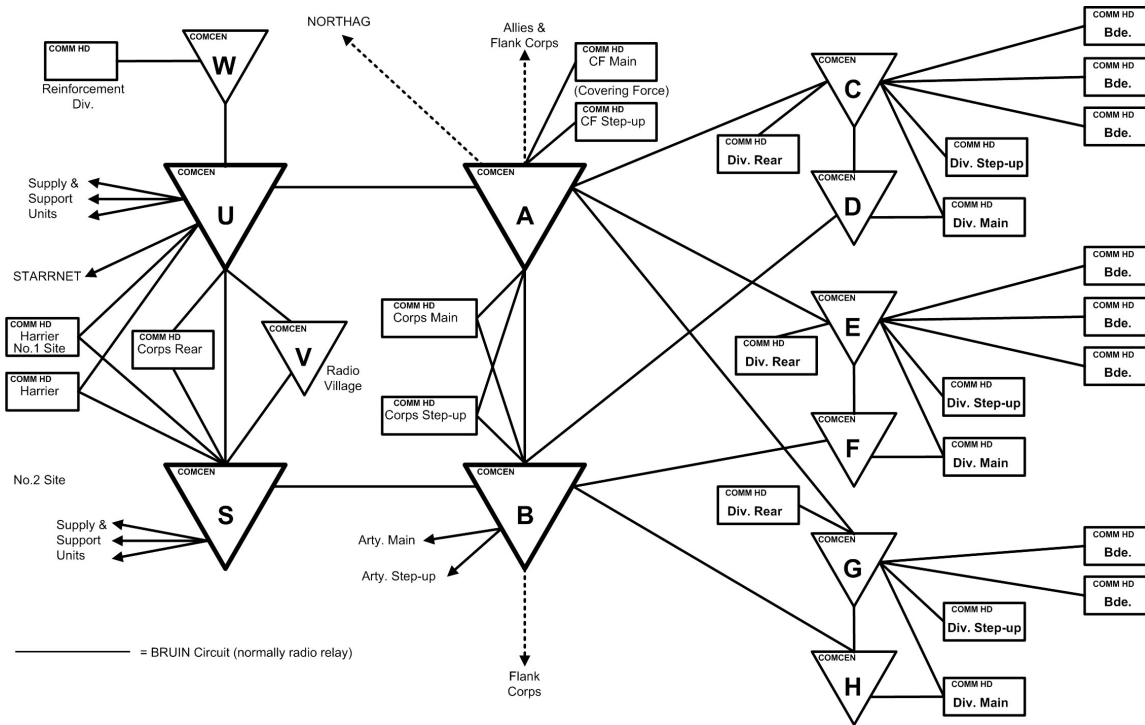 NORTHAG
Allies &
Flank Corps
COMM HD
Reinforcement
Div.
COMCEN
W
COMM HD
CF Main
(Covering Force)
COMM HD
CF Step-up
COMCEN
C
COMM HD
Bde.
COMM HD
Bde.
COMM HD
Bde.
COMM HD
Div. Rear
COMM HD
Div. Step-up
COMCEN
D
COMM HD
Div. Main
Supply &
Support
Units
COMCEN
U
COMCEN
A
STARRNET
COMM HD
Harrier
No.1 Site
COMM HD
Harrier
COMM HD
Corps Rear
COMCEN
V
Radio
Village
COMM HD
Corps Main
COMM HD
Corps Step-up
COMCEN
E
COMM HD
Bde.
COMM HD
Bde.
COMM HD
Bde.
COMM HD
Div. Rear
COMM HD
Div. Step-up
COMCEN
F
COMM HD
Div. Main
No.2 Site
COMCEN
S
Supply &
Support
Units
COMCEN
B
Arty. Main
Arty. Step-up
Flank
Corps
COMM HD
Div. Rear
COMCEN
G
COMM HD
Bde.
COMM HD
Bde.
COMM HD
Div. Step-up
COMCEN
H
COMM HD
Div. Main
= BRUIN Circuit (normally radio relay)